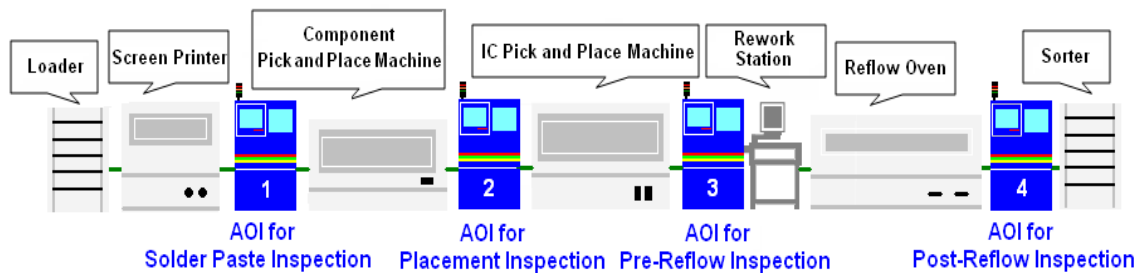 Loader
Screen Printer
Component
Pick and Place Machine
IC Pick and Place Machine
Rework
Station
Reflow Oven
Sorter
1
2
3
4
AOI for
Solder Paste Inspection
AOI for
Placement Inspection
AOI for
Pre-Reflow Inspection
AOI for
Post-Reflow Inspection